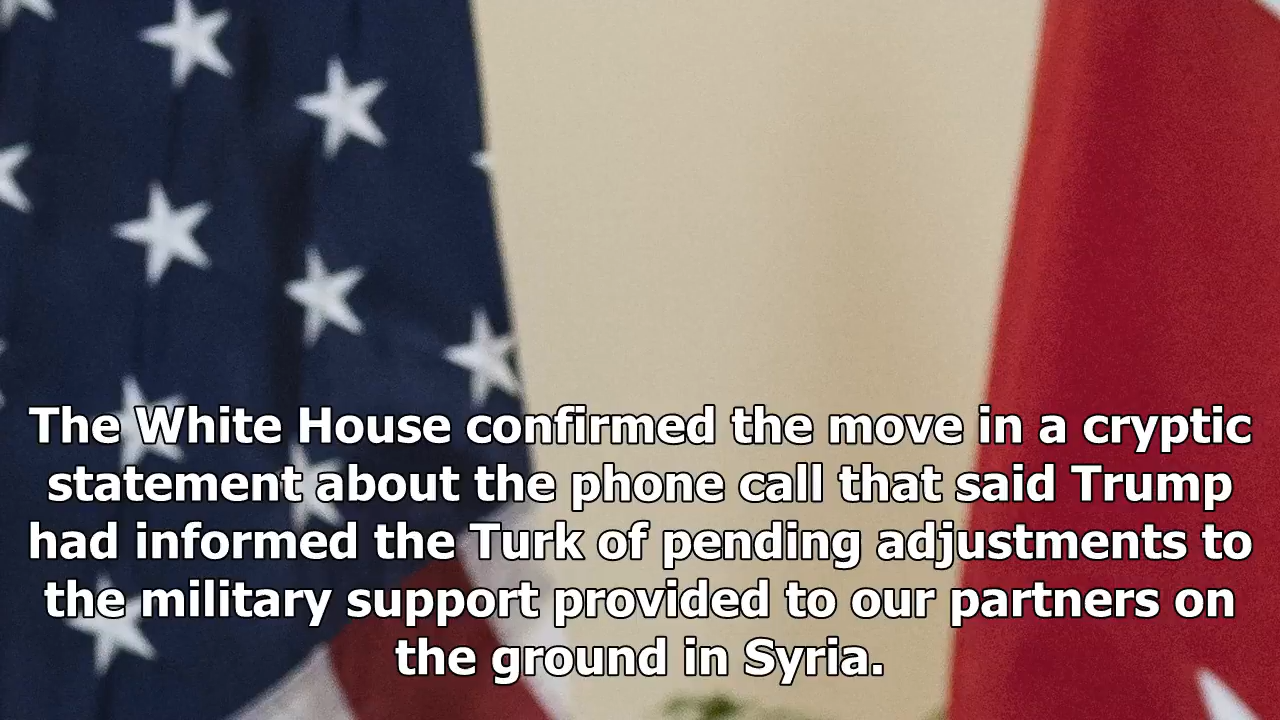 The White House confirmed the move in a cryptic
statement about the phone call that said Trump
had informed the Turk of pending adjustments to
the military support provided to our partners on
the ground in Syria.